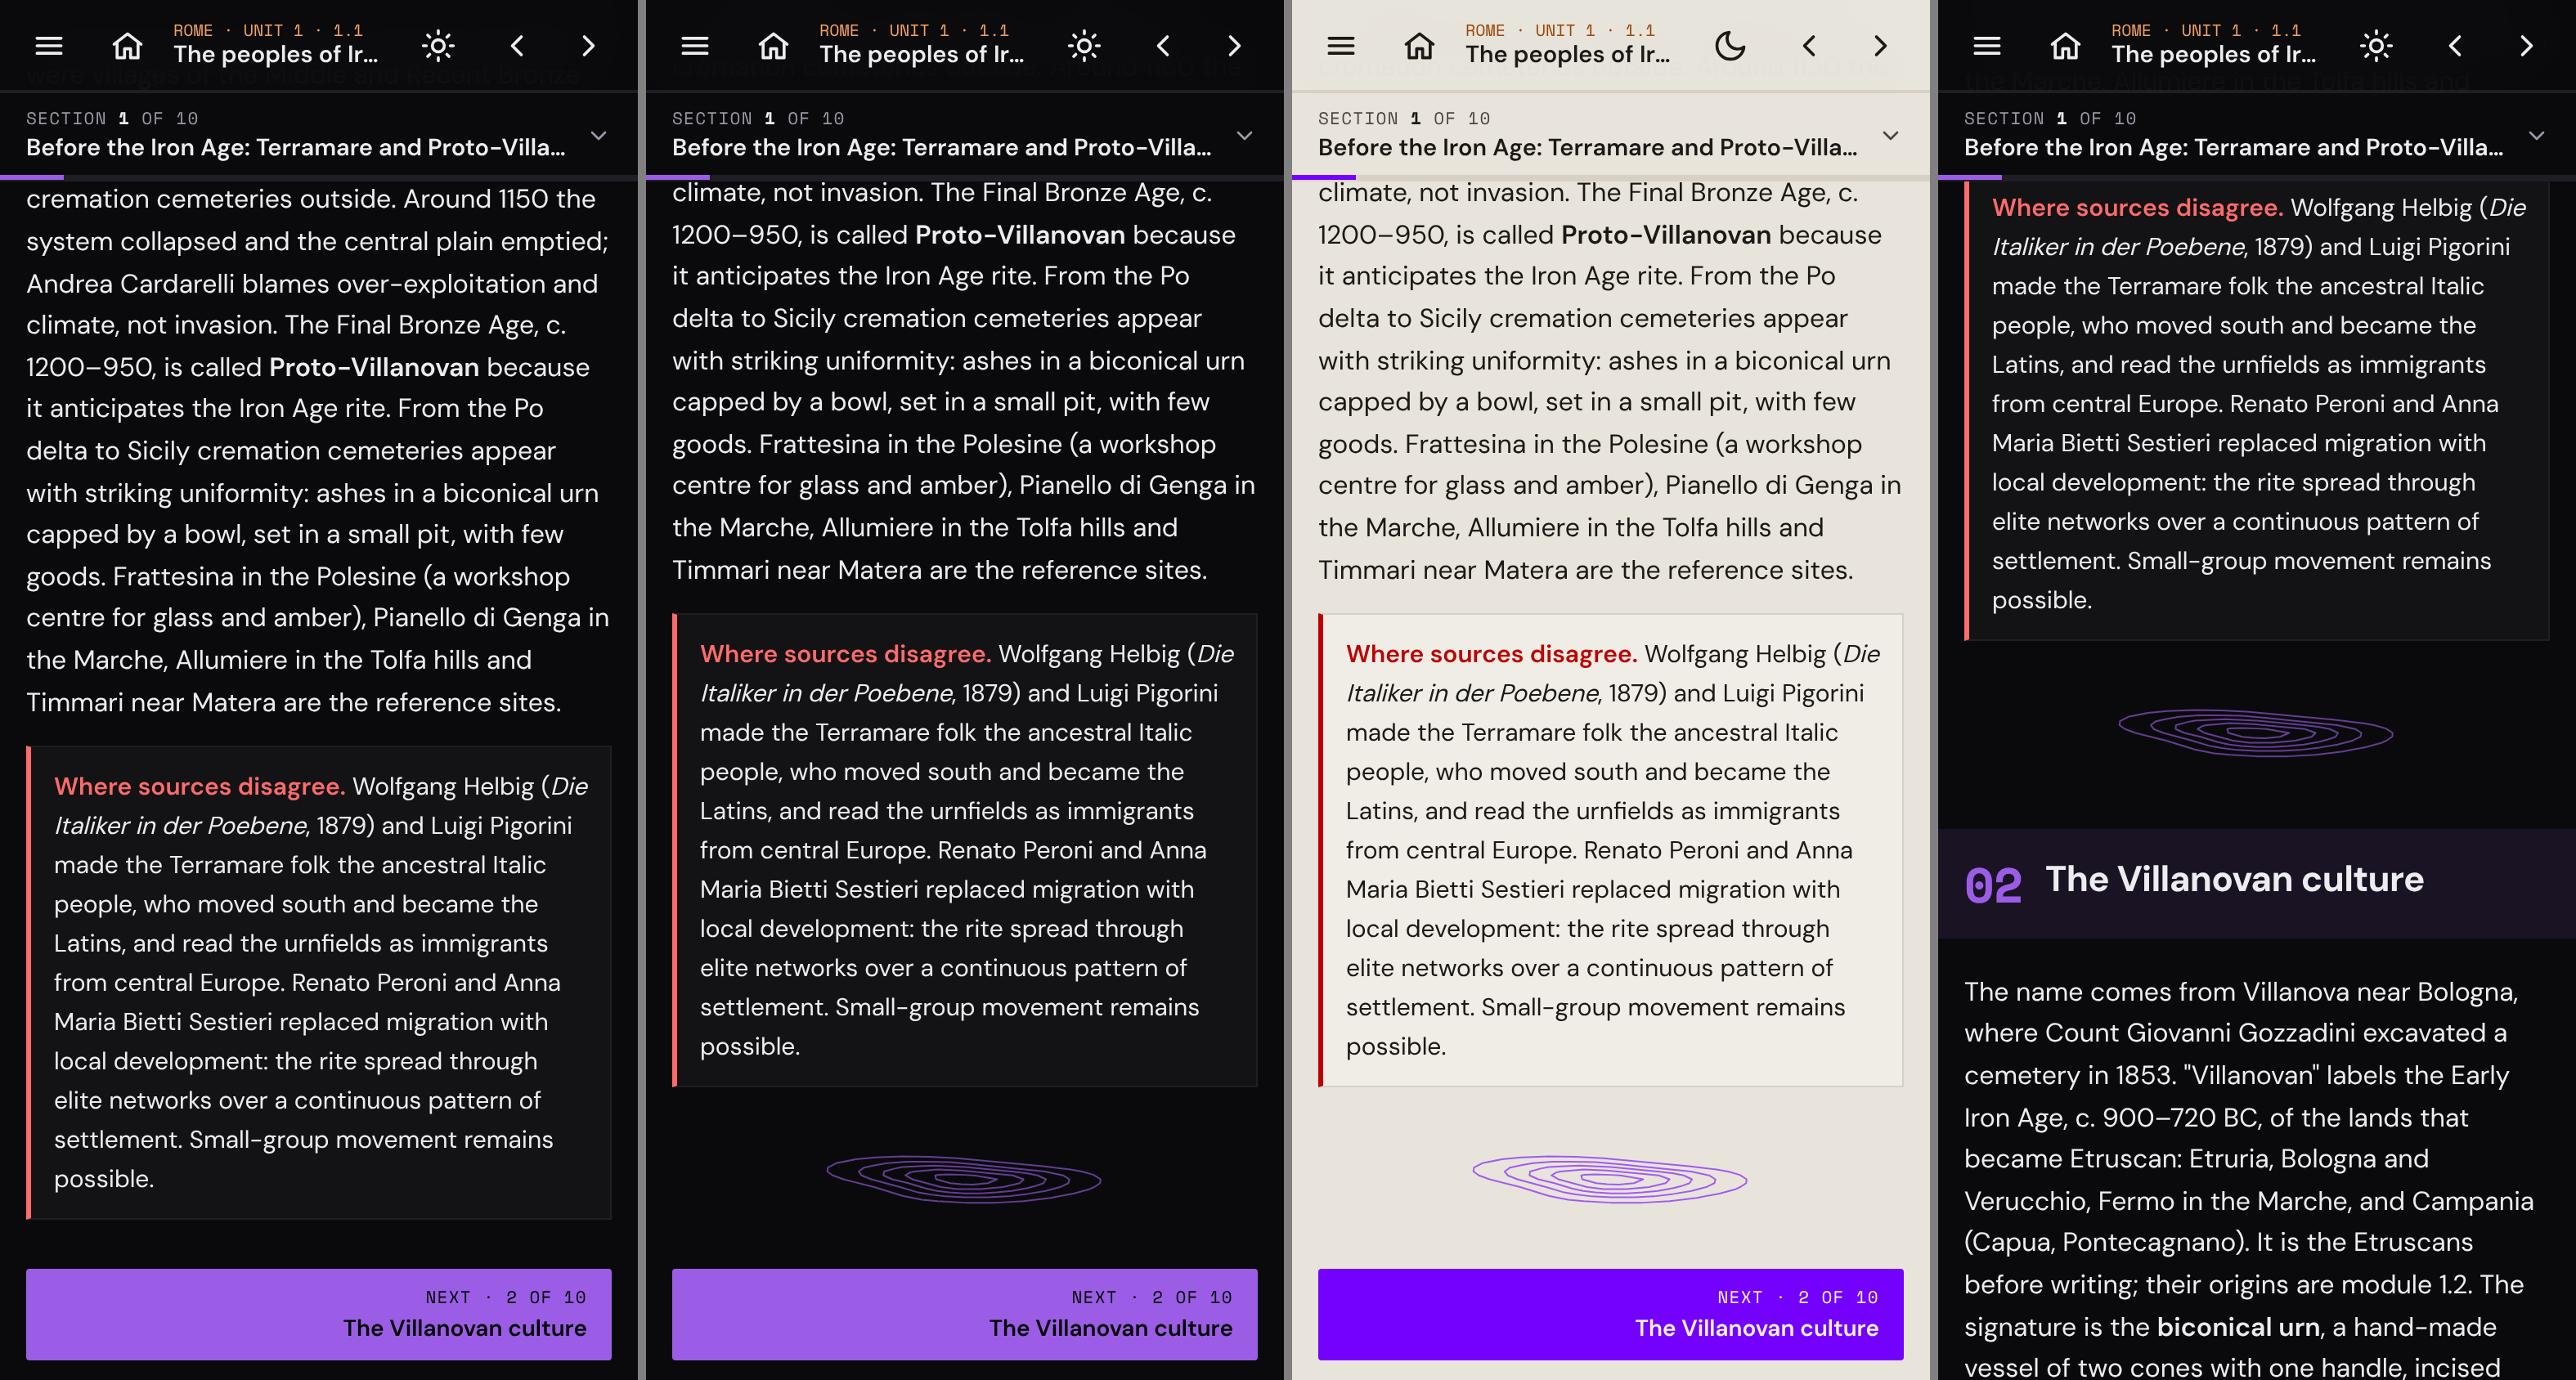 ROME · UNIT 1 · 1.1
The peoples of Ir...
were villages of the Middle and Recent Bronze
SECTION 1 OF 10
Before the Iron Age: Terramare and Proto-Villa...
cremation cemeteries outside. Around 1150 the
system collapsed and the central plain emptied;
Andrea Cardarelli blames over-exploitation and
climate, not invasion. The Final Bronze Age, c.
1200–950, is called Proto-Villanovan because
it anticipates the Iron Age rite. From the Po
delta to Sicily cremation cemeteries appear
with striking uniformity: ashes in a biconical urn
capped by a bowl, set in a small pit, with few
goods. Frattesina in the Polesine (a workshop
centre for glass and amber), Pianello di Genga in
the Marche, Allumiere in the Tolfa hills and
Timmari near Matera are the reference sites.
Where sources disagree. Wolfgang Helbig (Die
Italiker in der Poebene, 1879) and Luigi Pigorini
made the Terramare folk the ancestral Italic
people, who moved south and became the
Latins, and read the urnfields as immigrants
from central Europe. Renato Peroni and Anna
Maria Bietti Sestieri replaced migration with
local development: the rite spread through
elite networks over a continuous pattern of
settlement. Small-group movement remains
possible.
NEXT · 2 OF 10
The Villanovan culture
ROME · UNIT 1 · 1.1
The peoples of Ir...
SECTION 1 OF 10
Before the Iron Age: Terramare and Proto-Villa...
climate, not invasion. The Final Bronze Age, c.
1200–950, is called Proto-Villanovan because
it anticipates the Iron Age rite. From the Po
delta to Sicily cremation cemeteries appear
with striking uniformity: ashes in a biconical urn
capped by a bowl, set in a small pit, with few
goods. Frattesina in the Polesine (a workshop
centre for glass and amber), Pianello di Genga in
the Marche, Allumiere in the Tolfa hills and
Timmari near Matera are the reference sites.
Where sources disagree. Wolfgang Helbig (Die
Italiker in der Poebene, 1879) and Luigi Pigorini
made the Terramare folk the ancestral Italic
people, who moved south and became the
Latins, and read the urnfields as immigrants
from central Europe. Renato Peroni and Anna
Maria Bietti Sestieri replaced migration with
local development: the rite spread through
elite networks over a continuous pattern of
settlement. Small-group movement remains
possible.
NEXT · 2 OF 10
The Villanovan culture
ROME · UNIT 1 · 1.1
The peoples of Ir...
SECTION 1 OF 10
Before the Iron Age: Terramare and Proto-Villa...
climate, not invasion. The Final Bronze Age, c.
1200–950, is called Proto-Villanovan because
it anticipates the Iron Age rite. From the Po
delta to Sicily cremation cemeteries appear
with striking uniformity: ashes in a biconical urn
capped by a bowl, set in a small pit, with few
goods. Frattesina in the Polesine (a workshop
centre for glass and amber), Pianello di Genga in
the Marche, Allumiere in the Tolfa hills and
Timmari near Matera are the reference sites.
Where sources disagree. Wolfgang Helbig (Die
Italiker in der Poebene, 1879) and Luigi Pigorini
made the Terramare folk the ancestral Italic
people, who moved south and became the
Latins, and read the urnfields as immigrants
from central Europe. Renato Peroni and Anna
Maria Bietti Sestieri replaced migration with
local development: the rite spread through
elite networks over a continuous pattern of
settlement. Small-group movement remains
possible.
NEXT · 2 OF 10
The Villanovan culture
ROME · UNIT 1 · 1.1
The peoples of Ir...
the Marche, Allumiere in the Tolfa hills and
SECTION 1 OF 10
Before the Iron Age: Terramare and Proto-Villa...
Where sources disagree. Wolfgang Helbig (Die
Italiker in der Poebene, 1879) and Luigi Pigorini
made the Terramare folk the ancestral Italic
people, who moved south and became the
Latins, and read the urnfields as immigrants
from central Europe. Renato Peroni and Anna
Maria Bietti Sestieri replaced migration with
local development: the rite spread through
elite networks over a continuous pattern of
settlement. Small-group movement remains
possible.
02 The Villanovan culture
The name comes from Villanova near Bologna,
where Count Giovanni Gozzadini excavated a
cemetery in 1853. "Villanovan" labels the Early
Iron Age, c. 900–720 BC, of the lands that
became Etruscan: Etruria, Bologna and
Verucchio, Fermo in the Marche, and Campania
(Capua, Pontecagnano). It is the Etruscans
before writing; their origins are module 1.2. The
signature is the biconical urn, a hand-made
vessel of two cones with one handle, incised